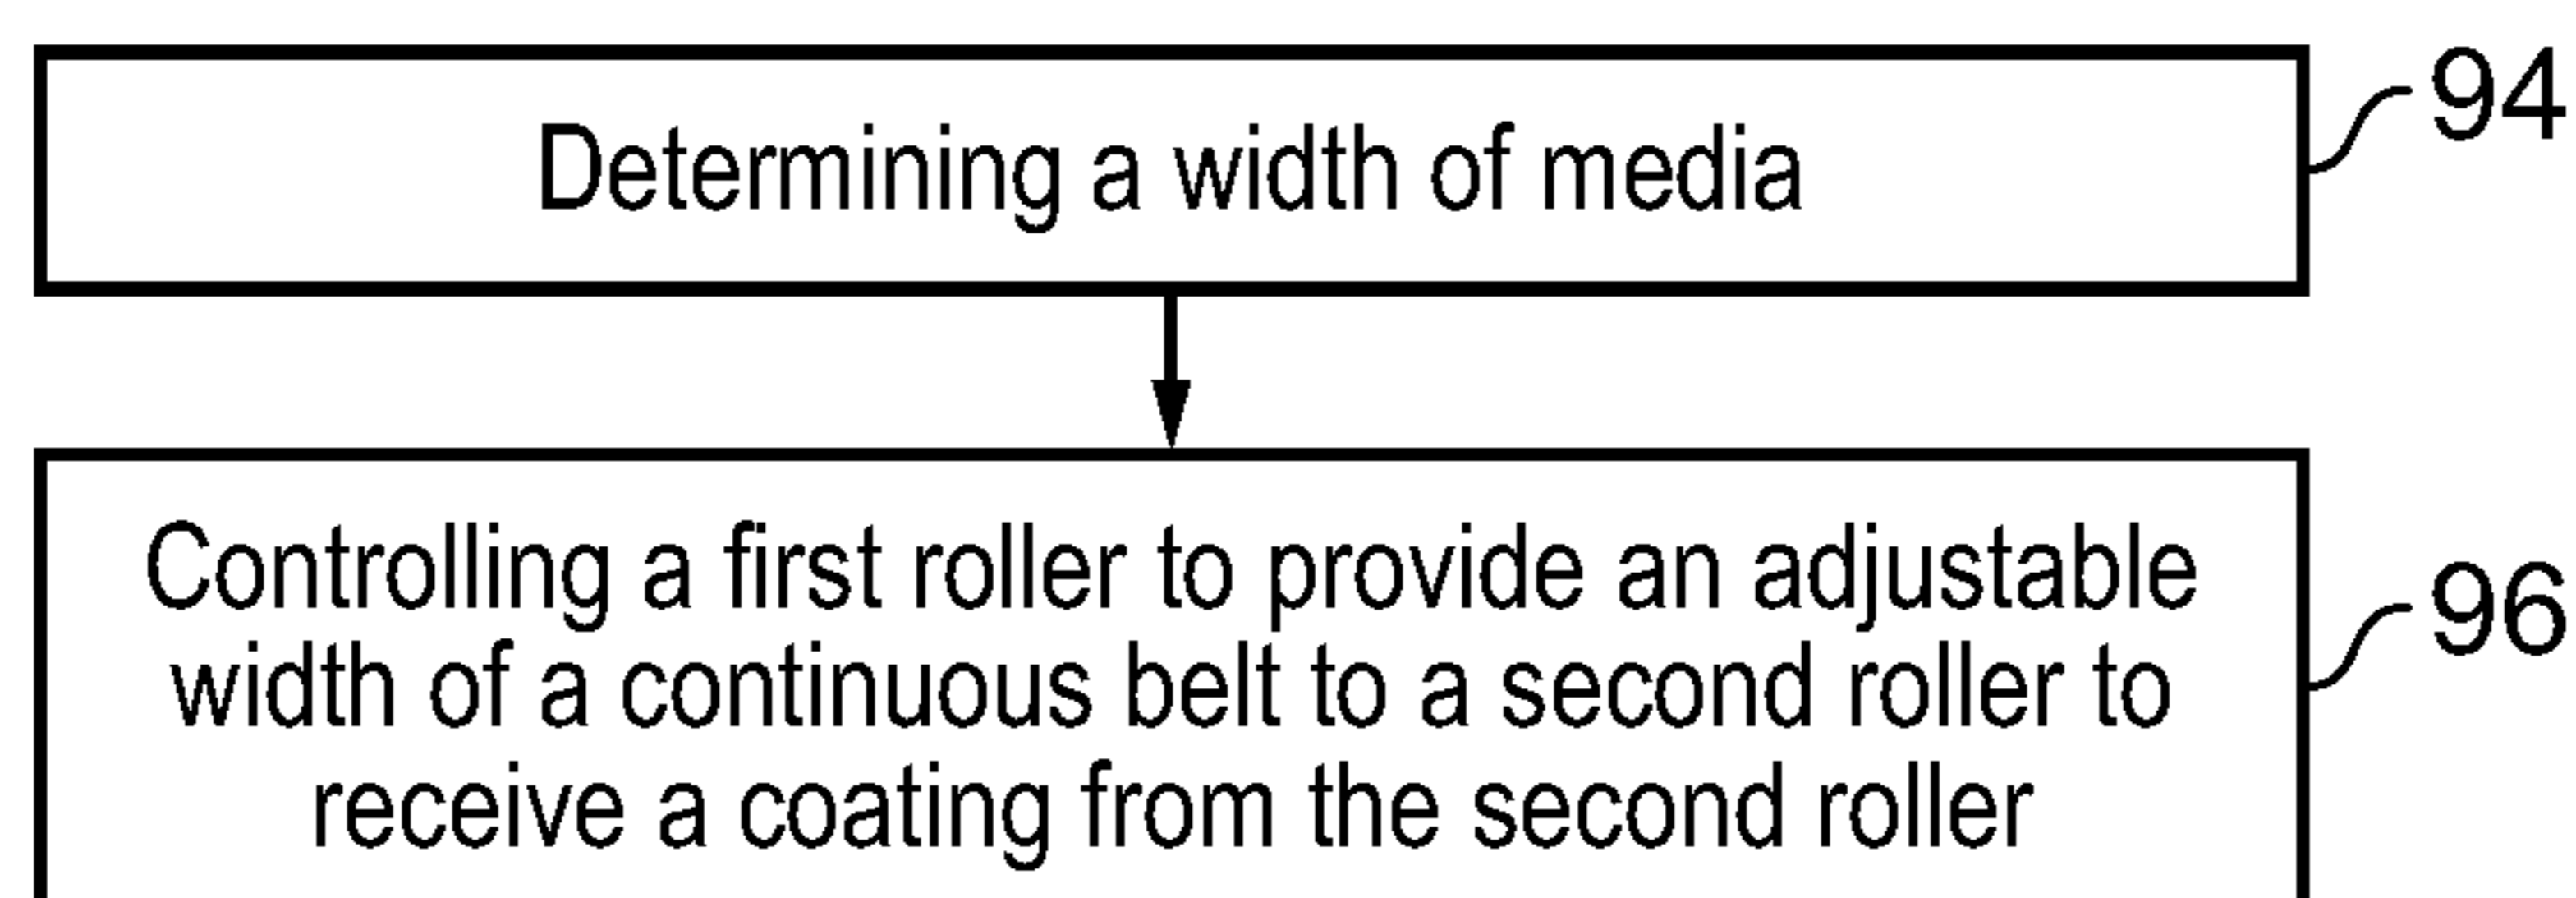 Determining a width of media
94
Controlling a first roller to provide an adjustable
width of a continuous belt to a second roller to
receive a coating from the second roller
96